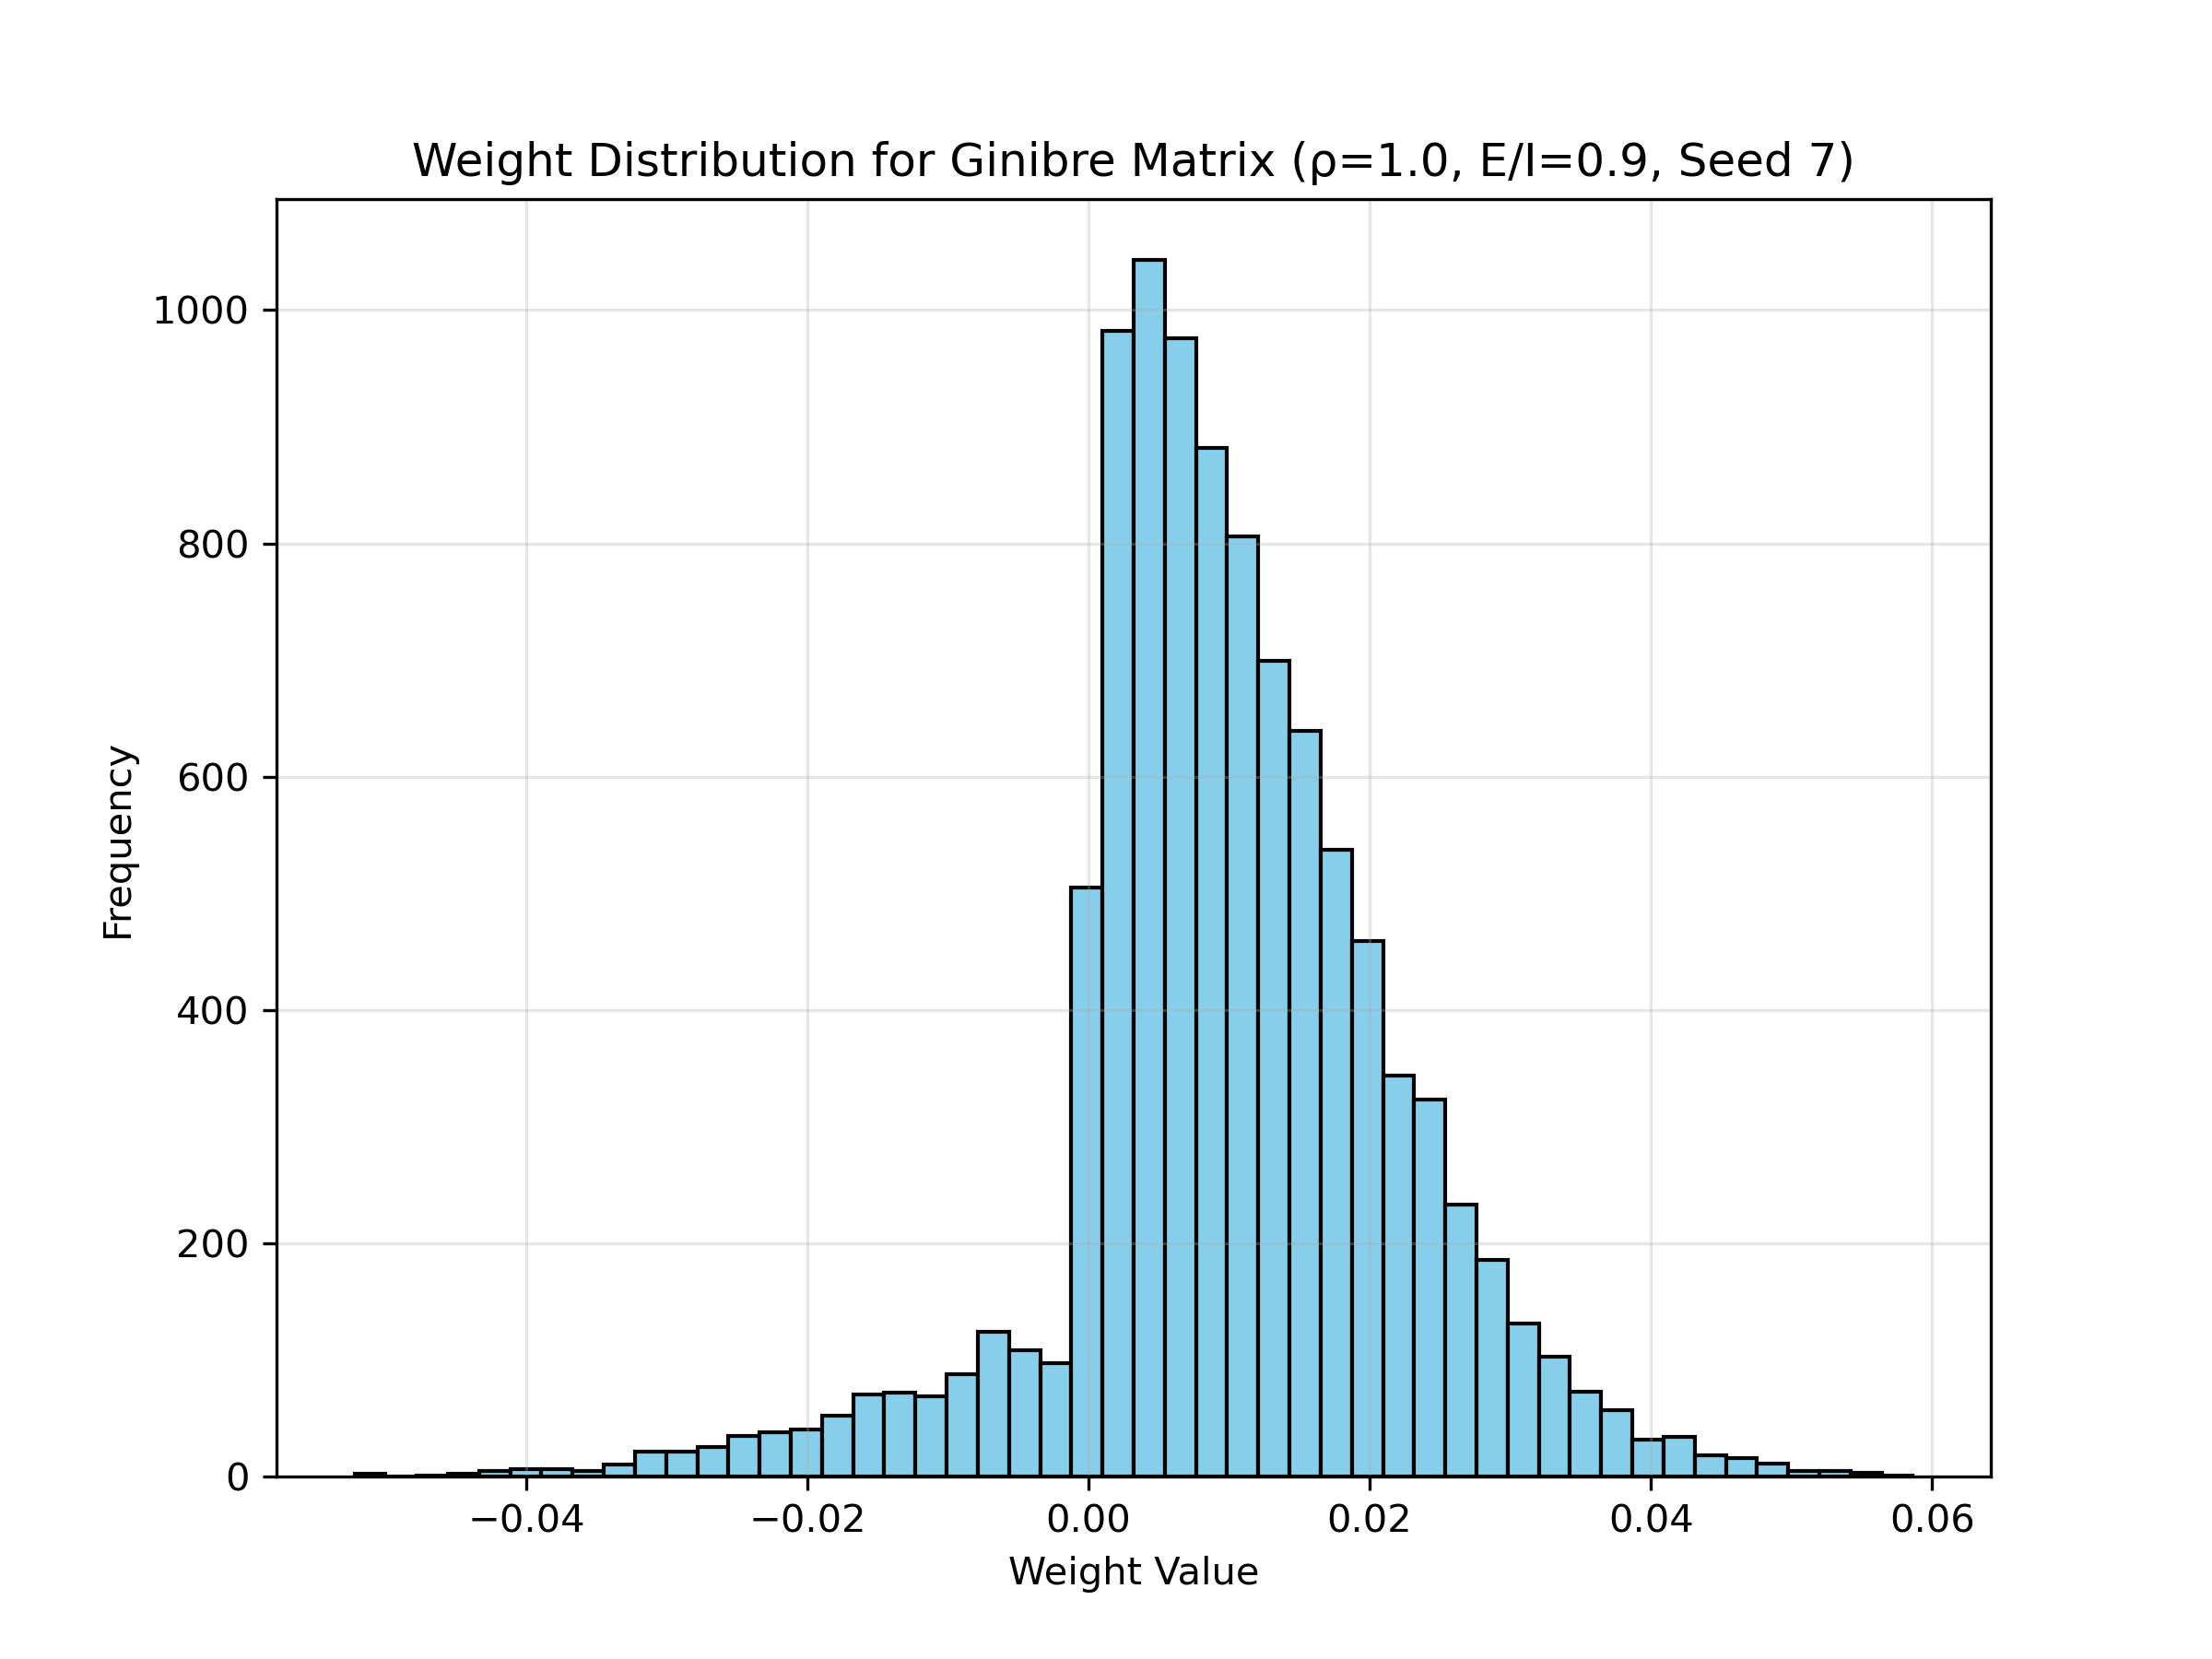 Weight Distribution for Ginibre Matrix (ρ=1.0, E/I=0.9, Seed 7)
1000
800
600
400
200
0
Frequency
−0.04 −0.02 0.00 0.02 0.04 0.06
Weight Value